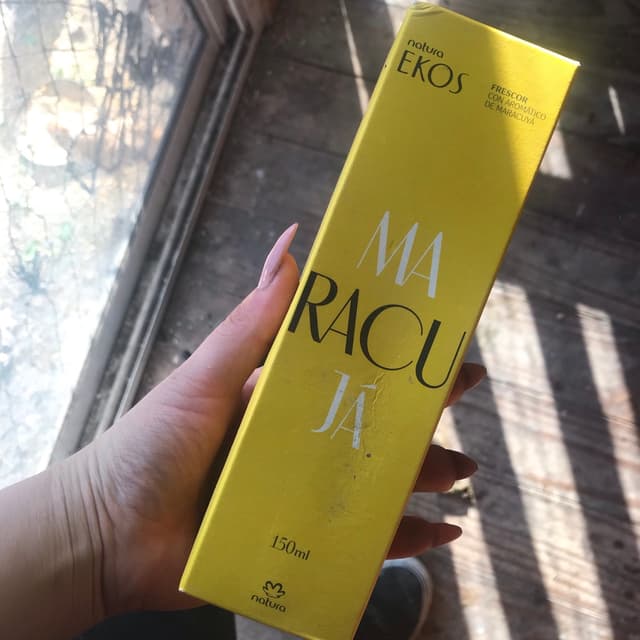 natura
EKOS
FRESCOR
CON AROMÁTICO
DE MARACUYÁ
MA
RACU
JÁ
150ml
natura